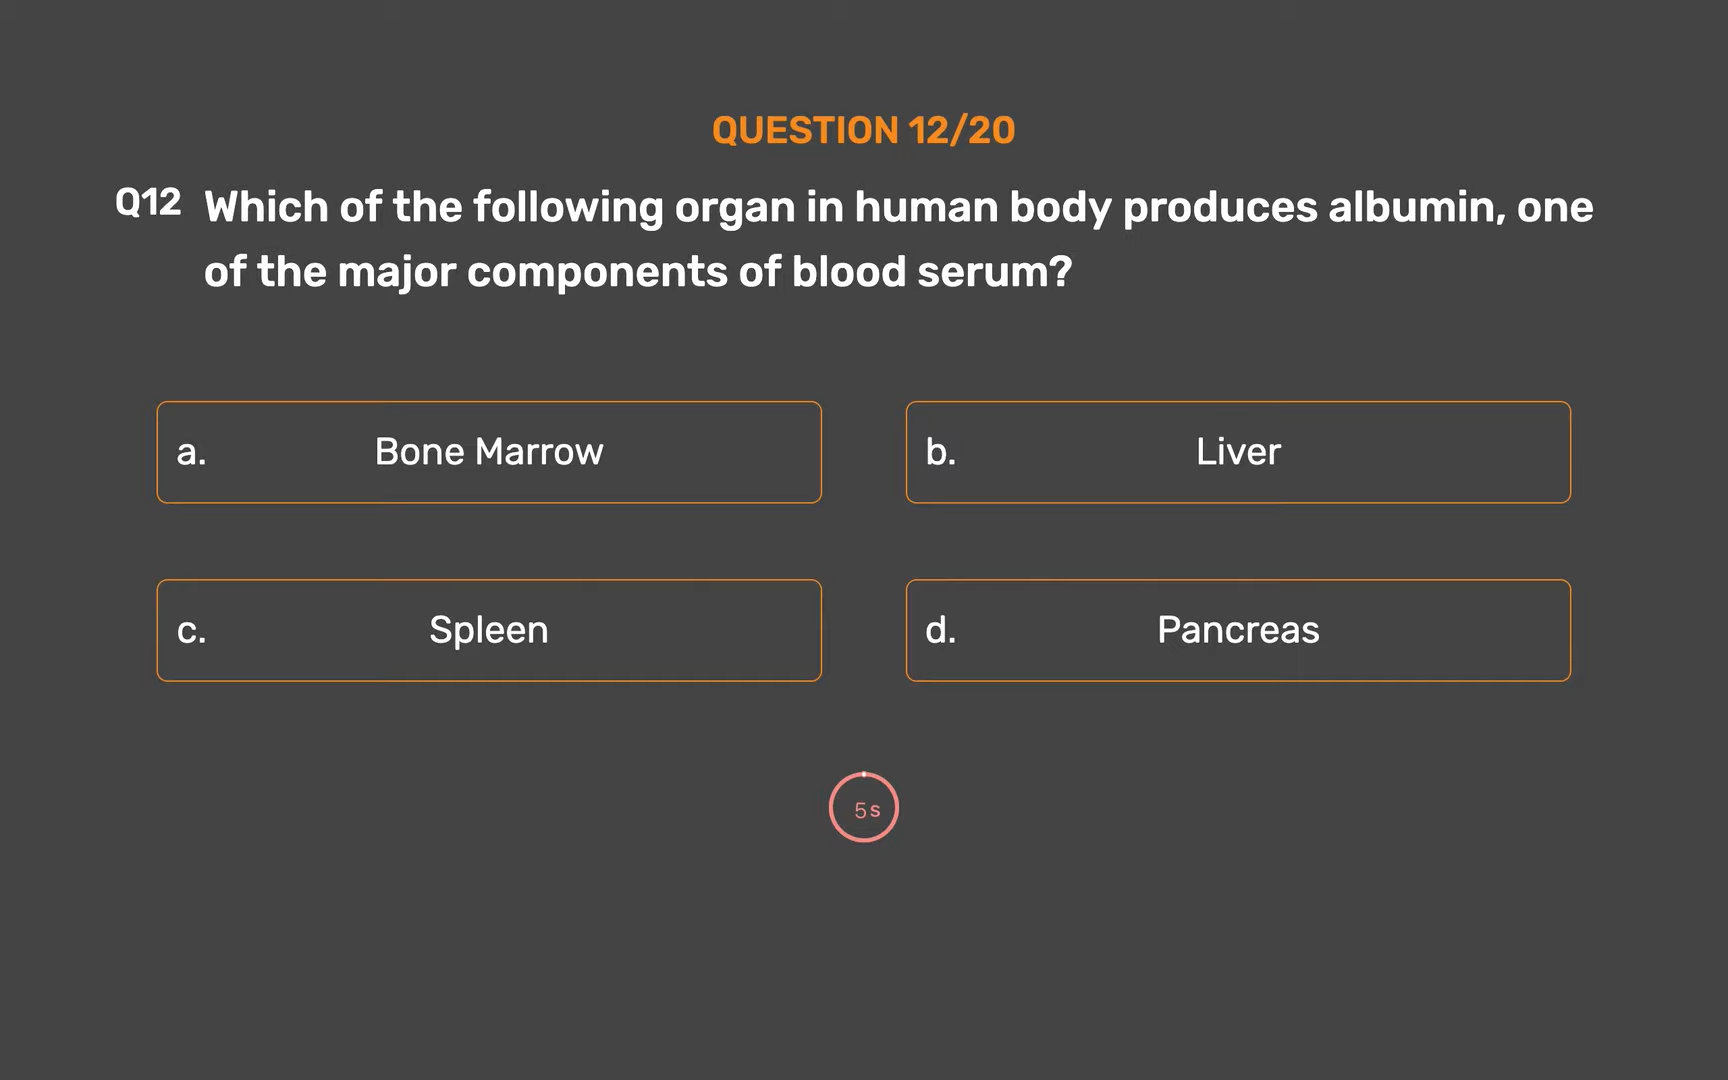 QUESTION 12/20
Q12 Which of the following organ in human body produces albumin, one
of the major components of blood serum?
a. Bone Marrow
b. Liver
c. Spleen
d. Pancreas
5s